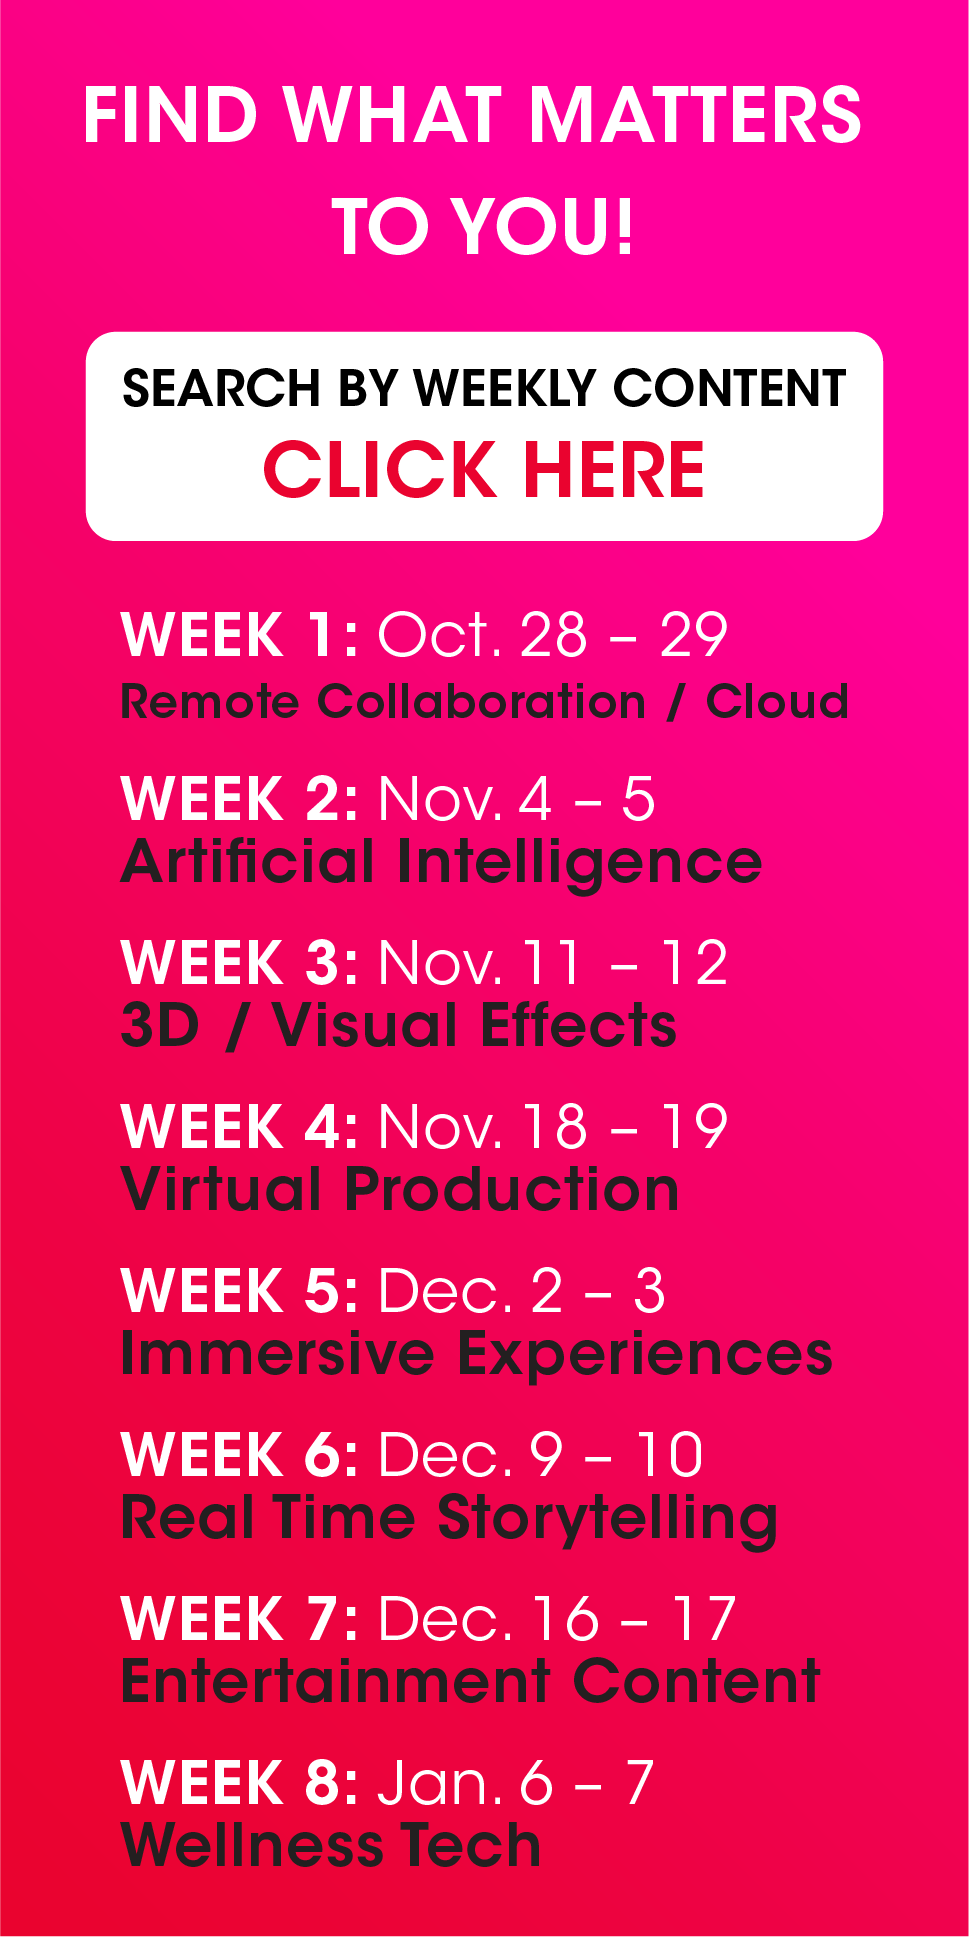 FIND WHAT MATTERS
TO YOU!
SEARCH BY WEEKLY CONTENT
CLICK HERE
WEEK 1: Oct. 28 – 29
Remote Collaboration / Cloud
WEEK 2: Nov. 4 – 5
Artificial Intelligence
WEEK 3: Nov. 11 – 12
3D / Visual Effects
WEEK 4: Nov. 18 – 19
Virtual Production
WEEK 5: Dec. 2 – 3
Immersive Experiences
WEEK 6: Dec. 9 – 10
Real Time Storytelling
WEEK 7: Dec. 16 – 17
Entertainment Content
WEEK 8: Jan. 6 – 7
Wellness Tech